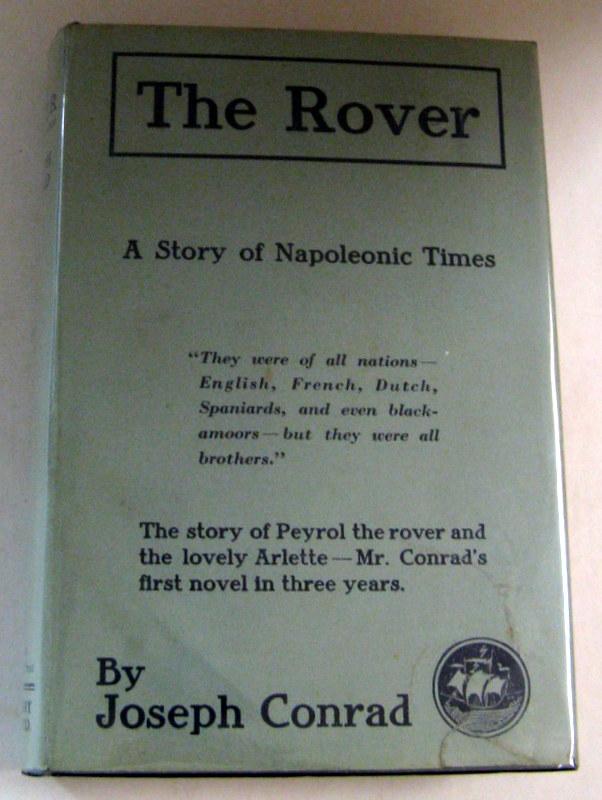 The Rover
A Story of Napoleonic Times
“They were of all nations—
English, French, Dutch,
Spaniards, and even black-
amoors—but they were all
brothers.”
The story of Peyrol the rover and
the lovely Arlette—Mr. Conrad's
first novel in three years.
By
Joseph Conrad